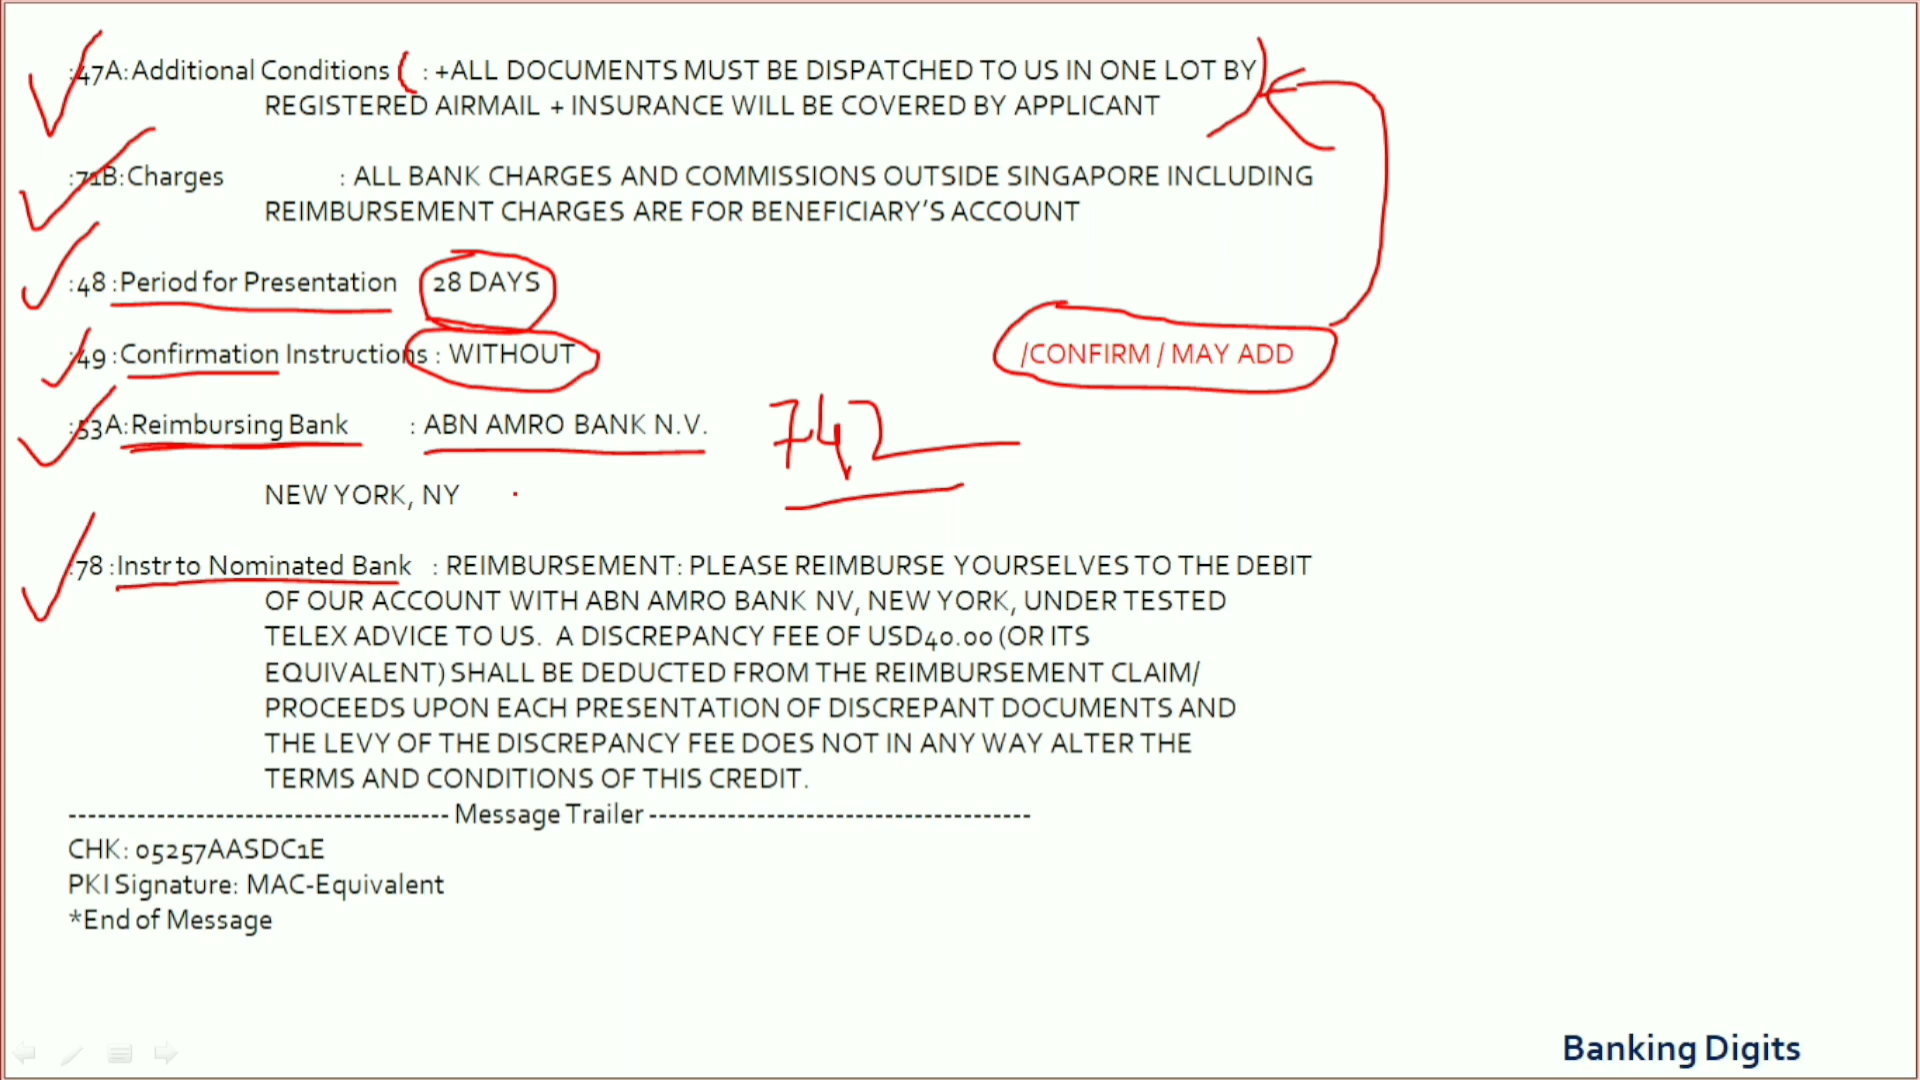 :47A:Additional Conditions : +ALL DOCUMENTS MUST BE DISPATCHED TO US IN ONE LOT BY
REGISTERED AIRMAIL + INSURANCE WILL BE COVERED BY APPLICANT
:71B:Charges : ALL BANK CHARGES AND COMMISSIONS OUTSIDE SINGAPORE INCLUDING
REIMBURSEMENT CHARGES ARE FOR BENEFICIARY’S ACCOUNT
:48 :Period for Presentation 28 DAYS
:49 :Confirmation Instructions : WITHOUT /CONFIRM / MAY ADD
:53A:Reimbursing Bank : ABN AMRO BANK N.V. 742
NEW YORK, NY
:78 :Instr to Nominated Bank : REIMBURSEMENT: PLEASE REIMBURSE YOURSELVES TO THE DEBIT
OF OUR ACCOUNT WITH ABN AMRO BANK NV, NEW YORK, UNDER TESTED
TELEX ADVICE TO US. A DISCREPANCY FEE OF USD40.00 (OR ITS
EQUIVALENT) SHALL BE DEDUCTED FROM THE REIMBURSEMENT CLAIM/
PROCEEDS UPON EACH PRESENTATION OF DISCREPANT DOCUMENTS AND
THE LEVY OF THE DISCREPANCY FEE DOES NOT IN ANY WAY ALTER THE
TERMS AND CONDITIONS OF THIS CREDIT.
--------------------------------------- Message Trailer ---------------------------------------
CHK: 05257AASDC1E
PKI Signature: MAC-Equivalent
*End of Message
Banking Digits